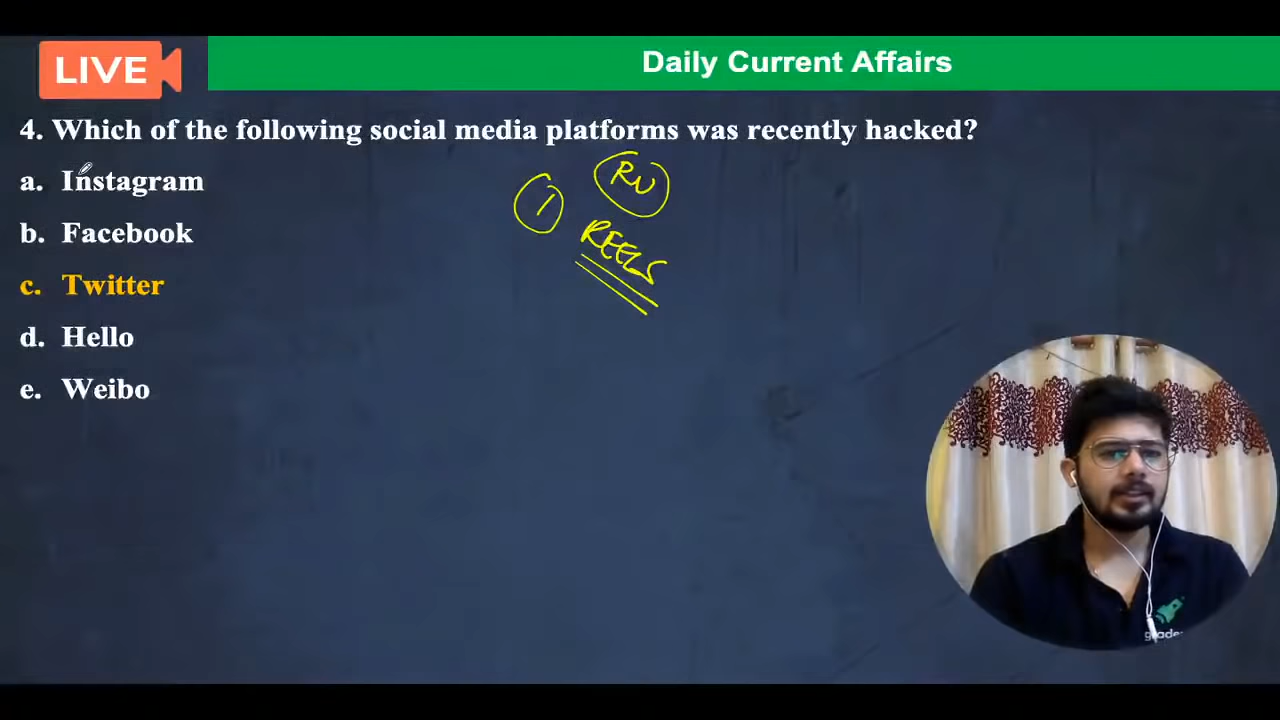 LIVE
Daily Current Affairs
4. Which of the following social media platforms was recently hacked?
a. Instagram
b. Facebook
c. Twitter
d. Hello
e. Weibo
1
REELS